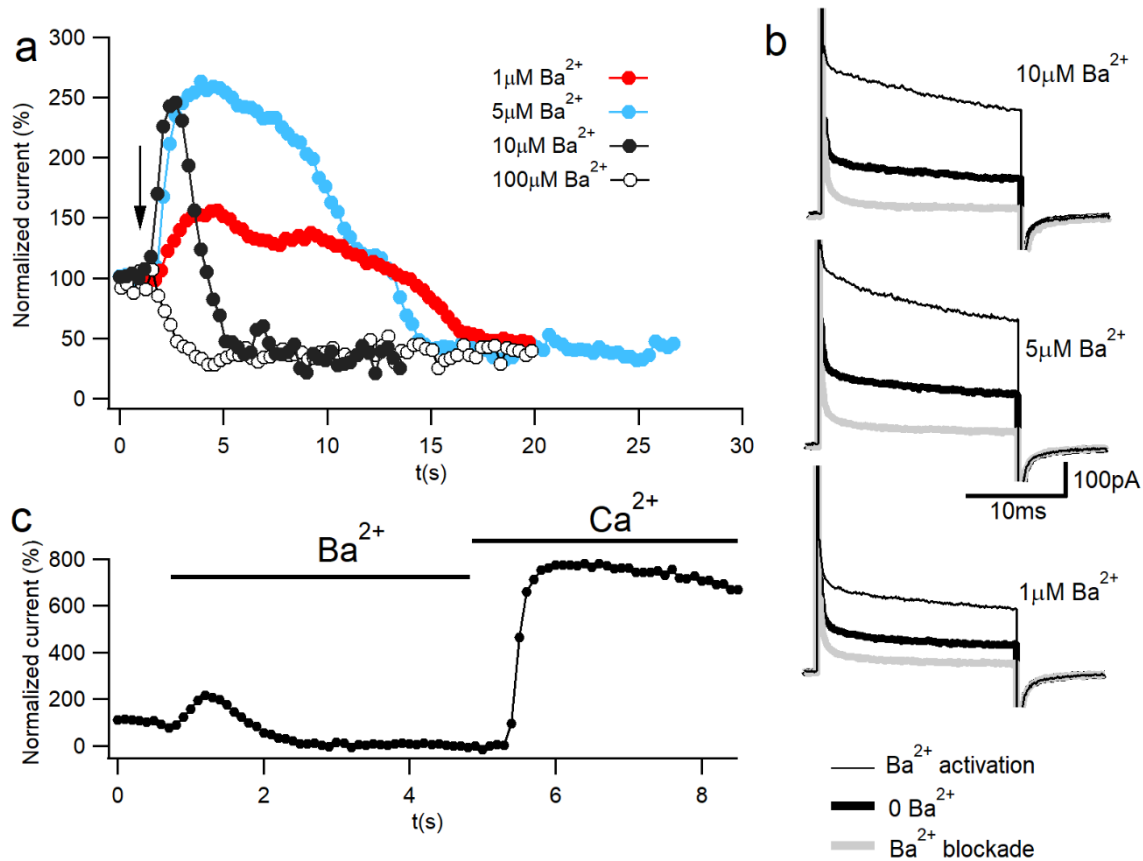 a
Normalized current (%)
300
250
200
150
100
50
0
0 5 10 15 20 25 30
t(s)
1μM Ba²⁺
5μM Ba²⁺
10μM Ba²⁺
100μM Ba²⁺
b
10μM Ba²⁺
5μM Ba²⁺
100pA
10ms
1μM Ba²⁺
Ba²⁺ activation
0 Ba²⁺
Ba²⁺ blockade
c
Ba²⁺
Ca²⁺
Normalized current (%)
800
600
400
200
0
0 2 4 6 8
t(s)